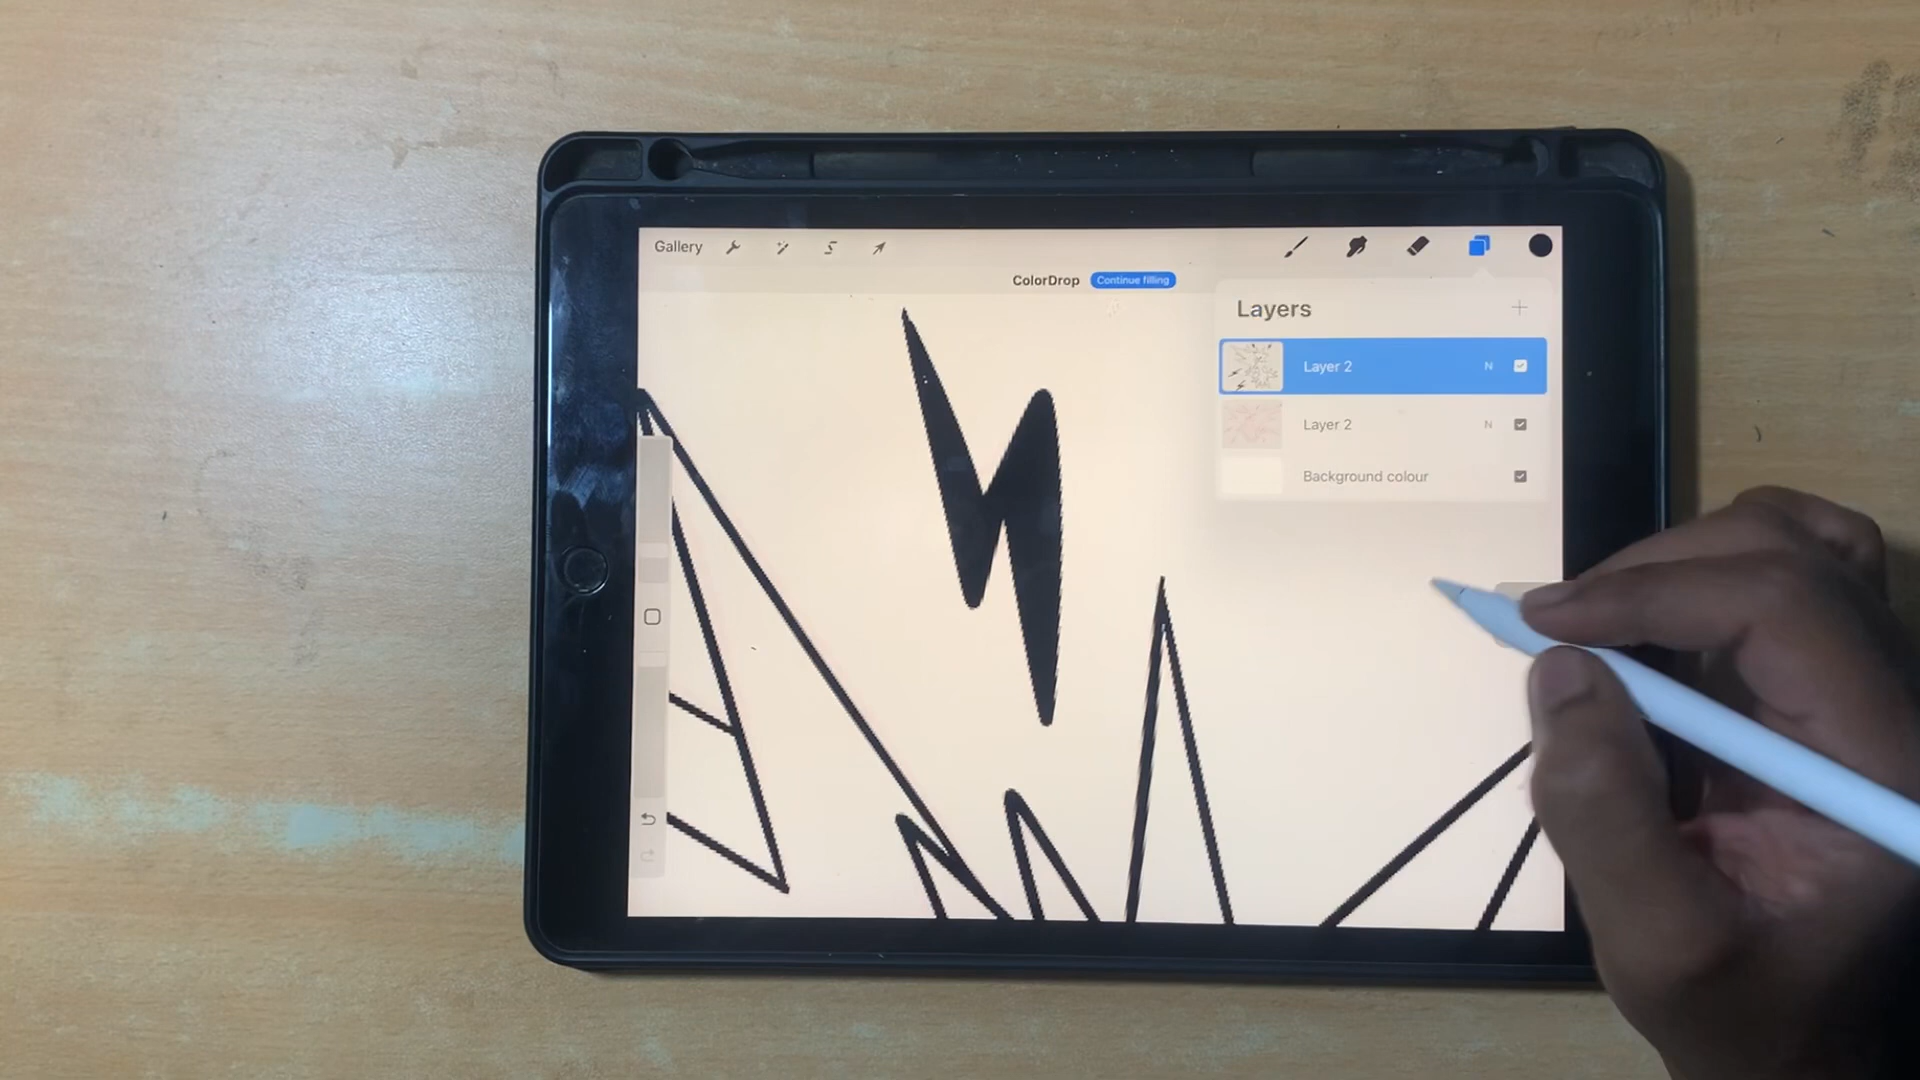 Gallery
ColorDrop Continue filling
Layers
Layer 2 N
Layer 2 N
Background colour